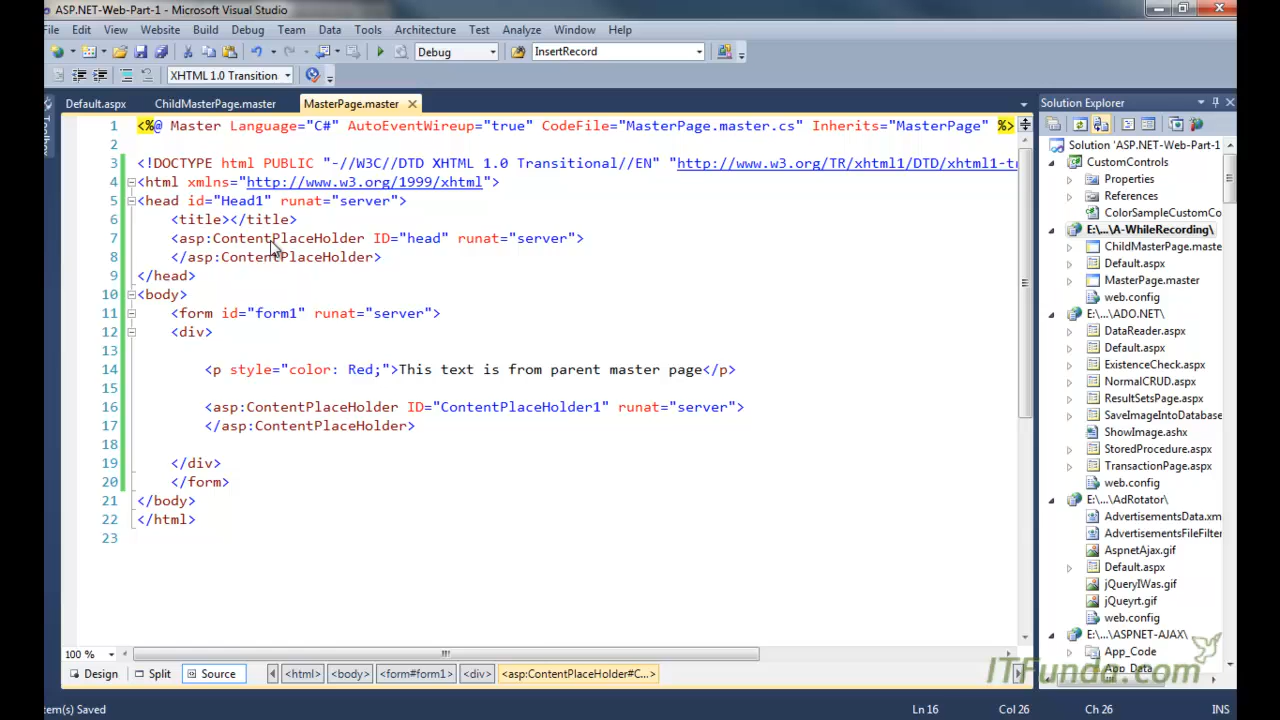 ASP.NET-Web-Part-1 - Microsoft Visual Studio
File Edit View Website Build Debug Team Data Tools Architecture Test Analyze Window Help
Debug InsertRecord
XHTML 1.0 Transition
Default.aspx ChildMasterPage.master MasterPage.master
Toolbox
1 <%@ Master Language="C#" AutoEventWireup="true" CodeFile="MasterPage.master.cs" Inherits="MasterPage" %>
2
3 <!DOCTYPE html PUBLIC "-//W3C//DTD XHTML 1.0 Transitional//EN" "http://www.w3.org/TR/xhtml1/DTD/xhtml1-tr
4 <html xmlns="http://www.w3.org/1999/xhtml">
5 <head id="Head1" runat="server">
6 <title></title>
7 <asp:ContentPlaceHolder ID="head" runat="server">
8 </asp:ContentPlaceHolder>
9 </head>
10 <body>
11 <form id="form1" runat="server">
12 <div>
13
14 <p style="color: Red;">This text is from parent master page</p>
15
16 <asp:ContentPlaceHolder ID="ContentPlaceHolder1" runat="server">
17 </asp:ContentPlaceHolder>
18
19 </div>
20 </form>
21 </body>
22 </html>
23
100 %
Design Split Source <html> <body> <form#form1> <div> <asp:ContentPlaceHolder#C...>
Solution Explorer
Solution 'ASP.NET-Web-Part-1'
CustomControls
Properties
References
ColorSampleCustomCo
E:\...\A-WhileRecording\
ChildMasterPage.maste
Default.aspx
MasterPage.master
web.config
E:\...\ADO.NET\
DataReader.aspx
Default.aspx
ExistenceCheck.aspx
NormalCRUD.aspx
ResultSetsPage.aspx
SaveImageIntoDatabase
ShowImage.ashx
StoredProcedure.aspx
TransactionPage.aspx
web.config
E:\...\AdRotator\
AdvertisementsData.xm
AdvertisementsFileFilter
AspnetAjax.gif
Default.aspx
jQueryIWas.gif
jQueyrt.gif
web.config
E:\...\ASPNET-AJAX\
App_Code
App_Data
ITFunda.com
Item(s) Saved Ln 16 Col 26 Ch 26 INS